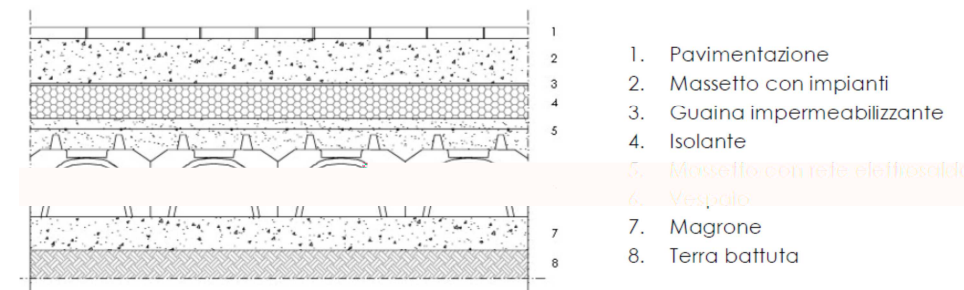 1
2
3
4
5
7
8
1. Pavimentazione
2. Massetto con impianti
3. Guaina impermeabilizzante
4. Isolante
5. Massetto con rete elettrosalda
6. Vespaio
7. Magrone
8. Terra battuta